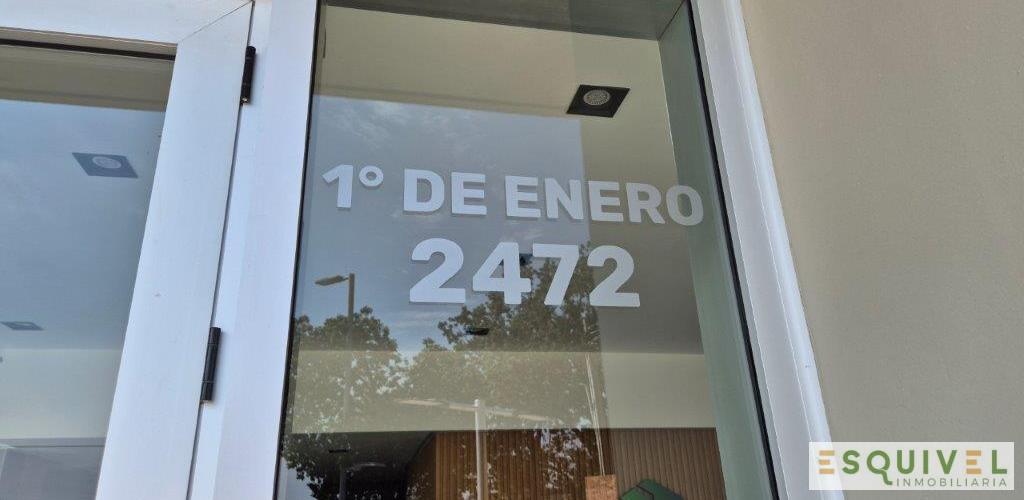 1° DE ENERO
2472
ESQUIVEL
INMOBILIARIA